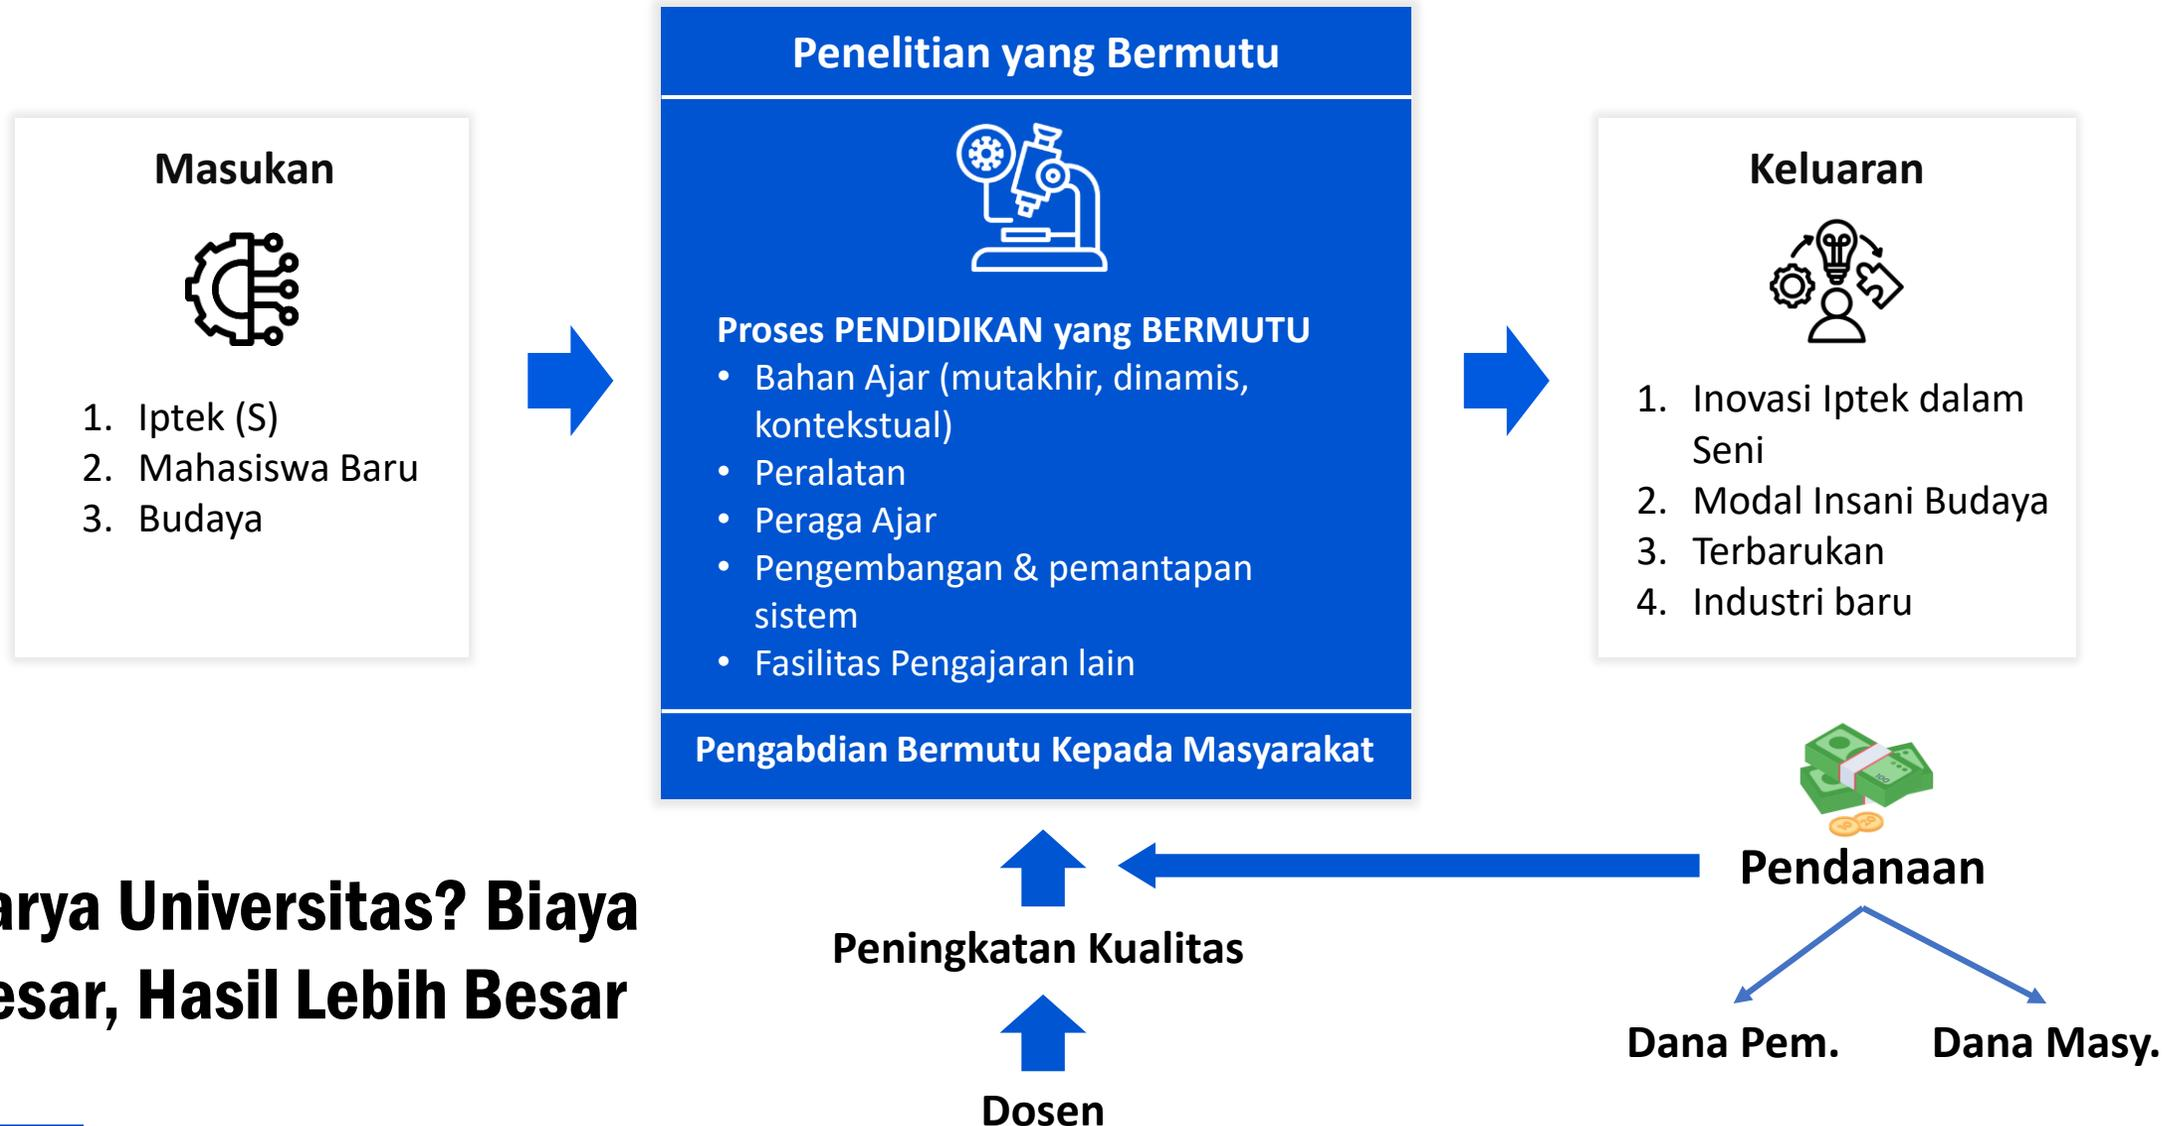 Penelitian yang Bermutu
Masukan
1. Iptek (S)
2. Mahasiswa Baru
3. Budaya
Proses PENDIDIKAN yang BERMUTU
• Bahan Ajar (mutakhir, dinamis,
kontekstual)
• Peralatan
• Peraga Ajar
• Pengembangan & pemantapan
sistem
• Fasilitas Pengajaran lain
Pengabdian Bermutu Kepada Masyarakat
Keluaran
1. Inovasi Iptek dalam
Seni
2. Modal Insani Budaya
3. Terbarukan
4. Industri baru
arya Universitas? Biaya
esar, Hasil Lebih Besar
Peningkatan Kualitas
Dosen
Pendanaan
Dana Pem.
Dana Masy.